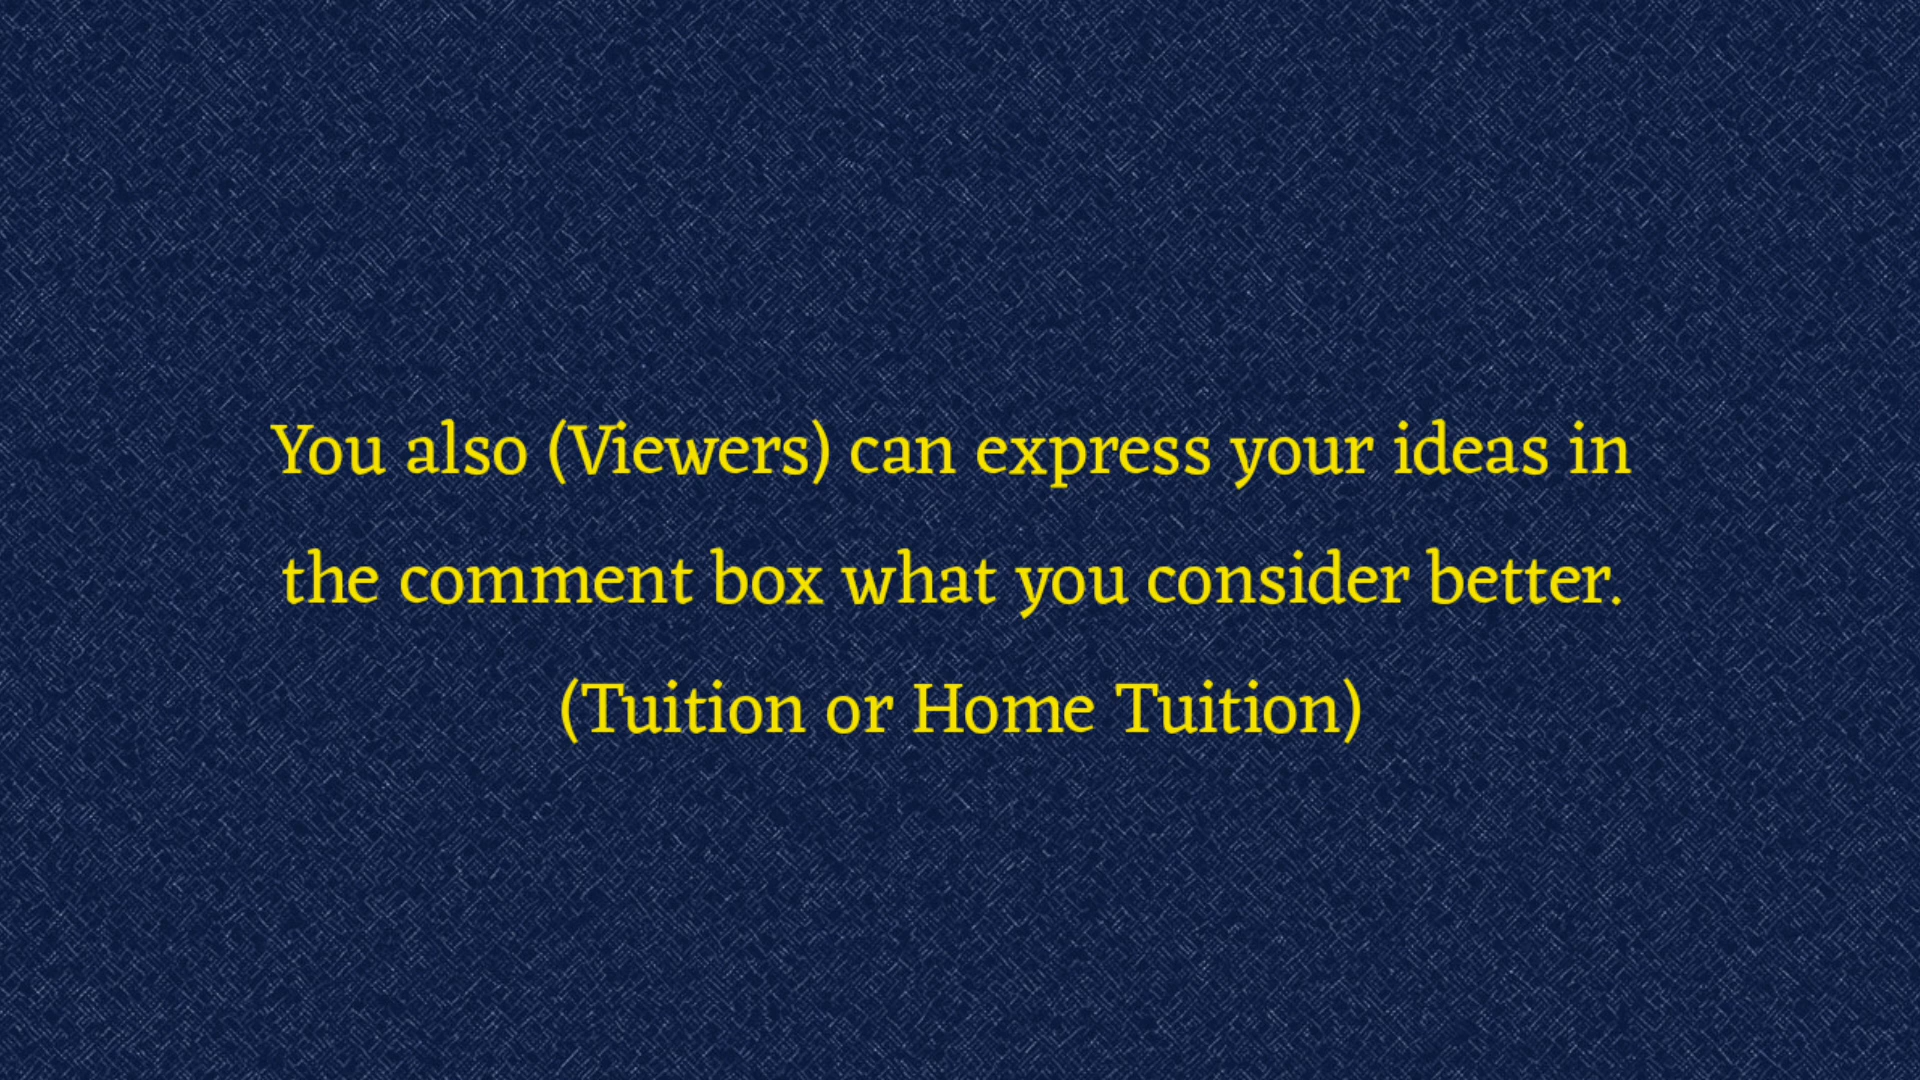 You also (Viewers) can express your ideas in
the comment box what you consider better.
(Tuition or Home Tuition)